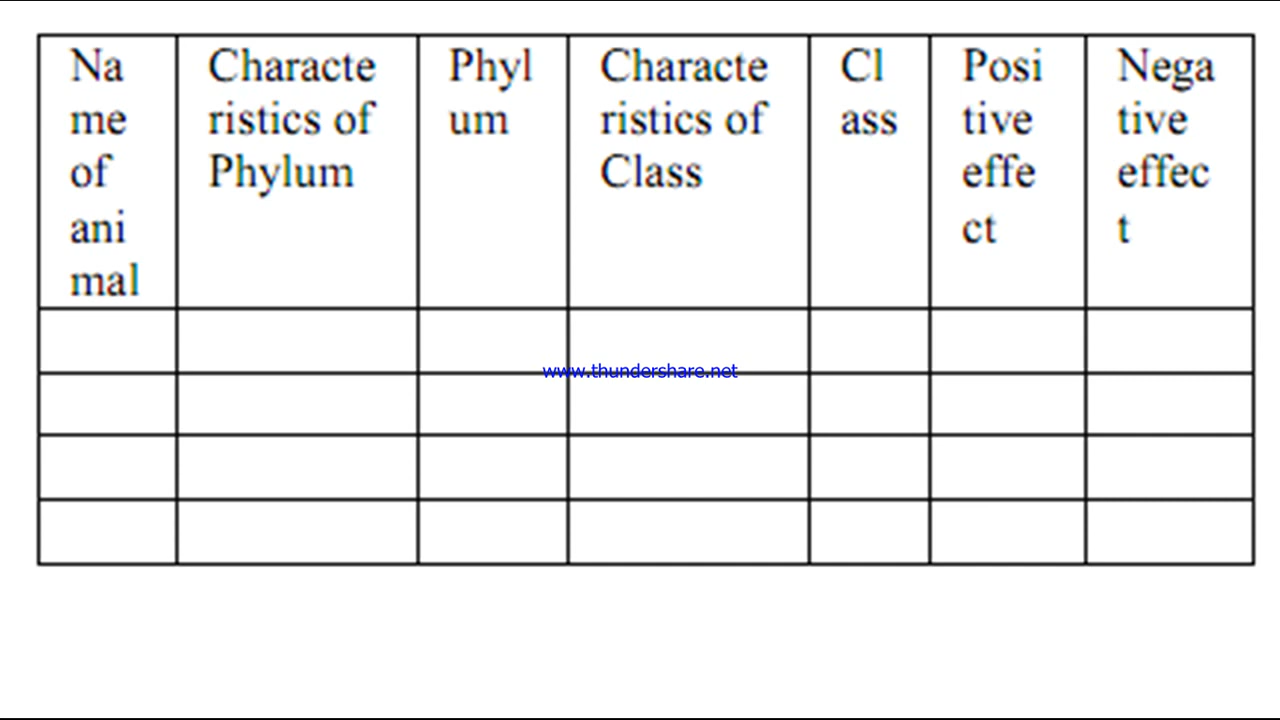 Na
me
of
ani
mal
Characte
ristics of
Phylum
Phyl
um
Characte
ristics of
Class
Cl
ass
Posi
tive
effe
ct
Nega
tive
effec
t
www.thundershare.net